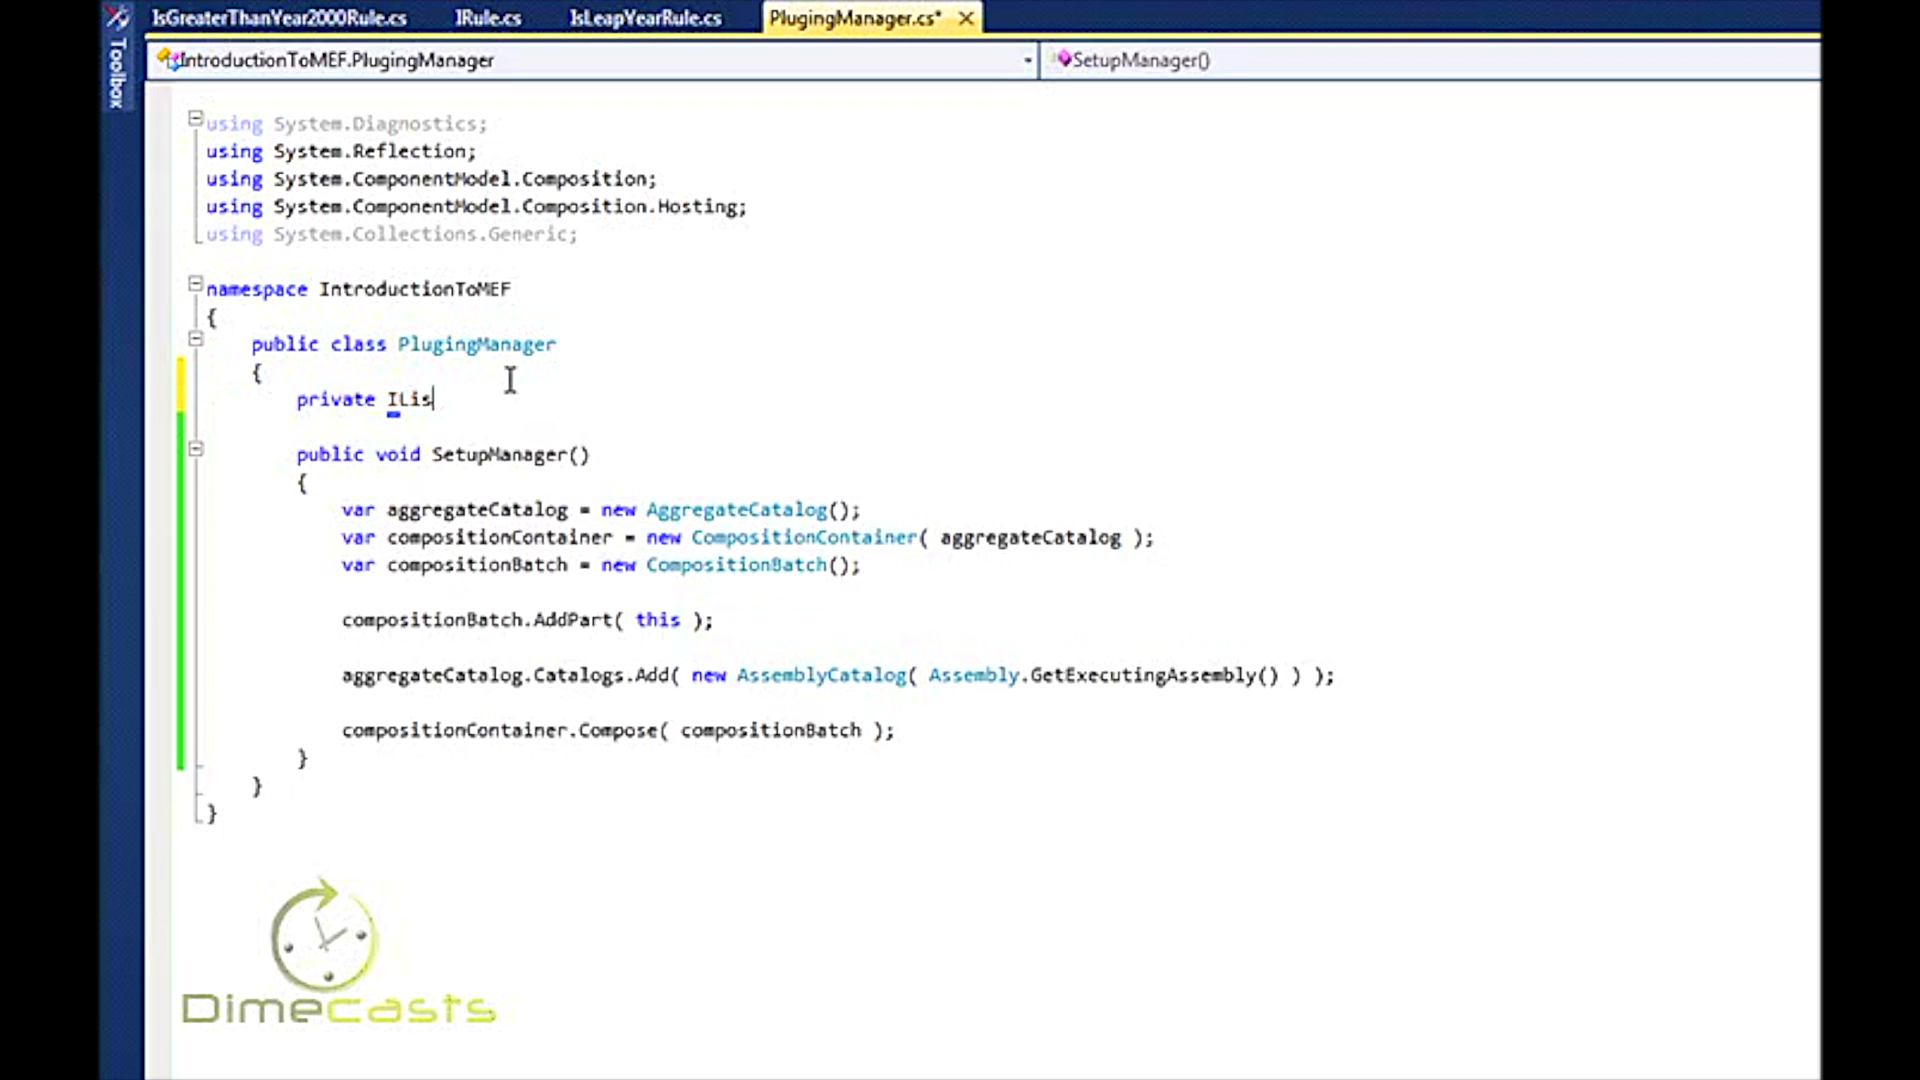 IsGreaterThanYear2000Rule.cs IRule.cs IsLeapYearRule.cs PlugingManager.cs*
Toolbox
IntroductionToMEF.PlugingManager SetupManager()
using System.Diagnostics;
using System.Reflection;
using System.ComponentModel.Composition;
using System.ComponentModel.Composition.Hosting;
using System.Collections.Generic;
namespace IntroductionToMEF
{
public class PlugingManager
{
private ILis
public void SetupManager()
{
var aggregateCatalog = new AggregateCatalog();
var compositionContainer = new CompositionContainer( aggregateCatalog );
var compositionBatch = new CompositionBatch();
compositionBatch.AddPart( this );
aggregateCatalog.Catalogs.Add( new AssemblyCatalog( Assembly.GetExecutingAssembly() ) );
compositionContainer.Compose( compositionBatch );
}
}
}
Dimecasts